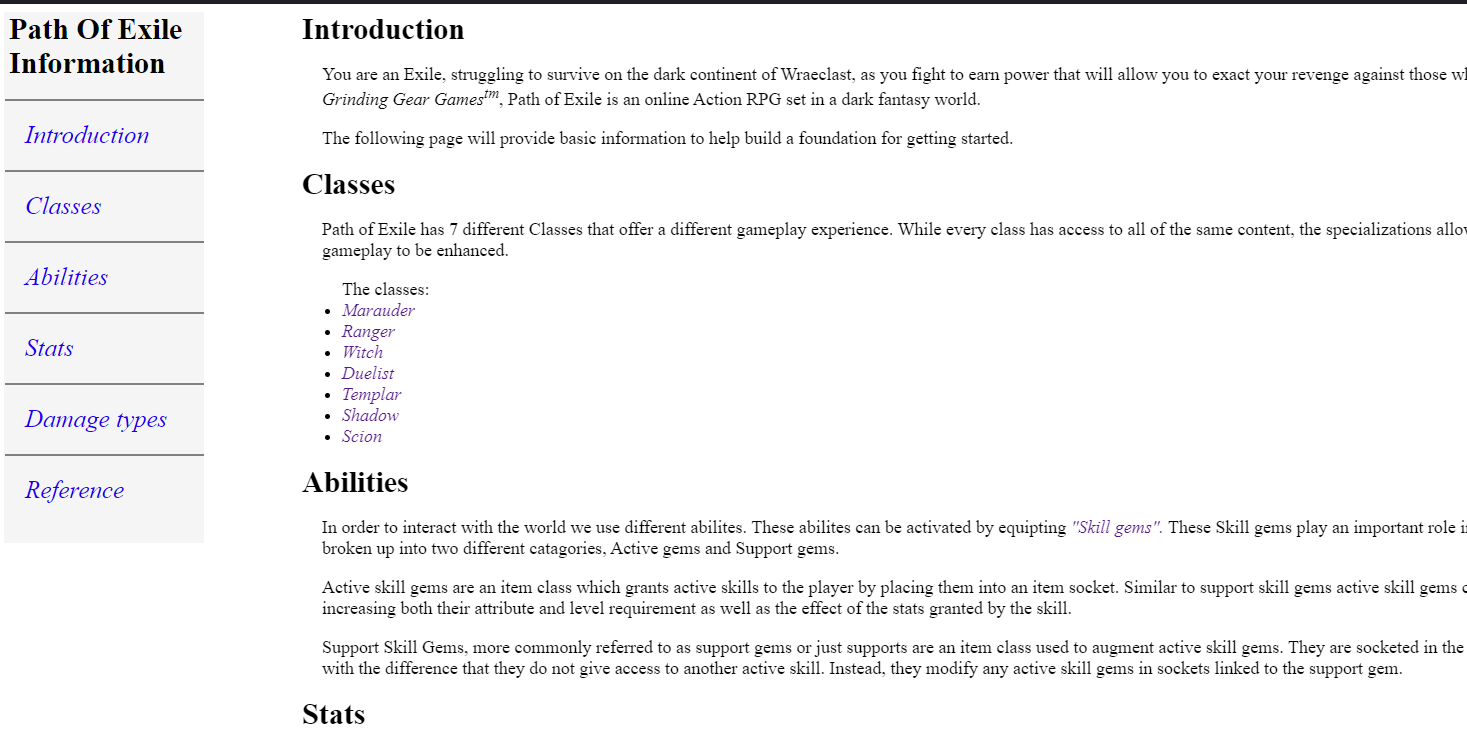 Path Of Exile
Information
Introduction
Classes
Abilities
Stats
Damage types
Reference
Introduction
You are an Exile, struggling to survive on the dark continent of Wraeclast, as you fight to earn power that will allow you to exact your revenge against those
Grinding Gear Games™, Path of Exile is an online Action RPG set in a dark fantasy world.
The following page will provide basic information to help build a foundation for getting started.
Classes
Path of Exile has 7 different Classes that offer a different gameplay experience. While every class has access to all of the same content, the specializations
gameplay to be enhanced.
The classes:
Marauder
Ranger
Witch
Duelist
Templar
Shadow
Scion
Abilities
In order to interact with the world we use different abilites. These abilites can be activated by equipting "Skill gems". These Skill gems play an important role
broken up into two different catagories, Active gems and Support gems.
Active skill gems are an item class which grants active skills to the player by placing them into an item socket. Similar to support skill gems active skill gems
increasing both their attribute and level requirement as well as the effect of the stats granted by the skill.
Support Skill Gems, more commonly referred to as support gems or just supports are an item class used to augment active skill gems. They are socketed in the
with the difference that they do not give access to another active skill. Instead, they modify any active skill gems in sockets linked to the support gem.
Stats